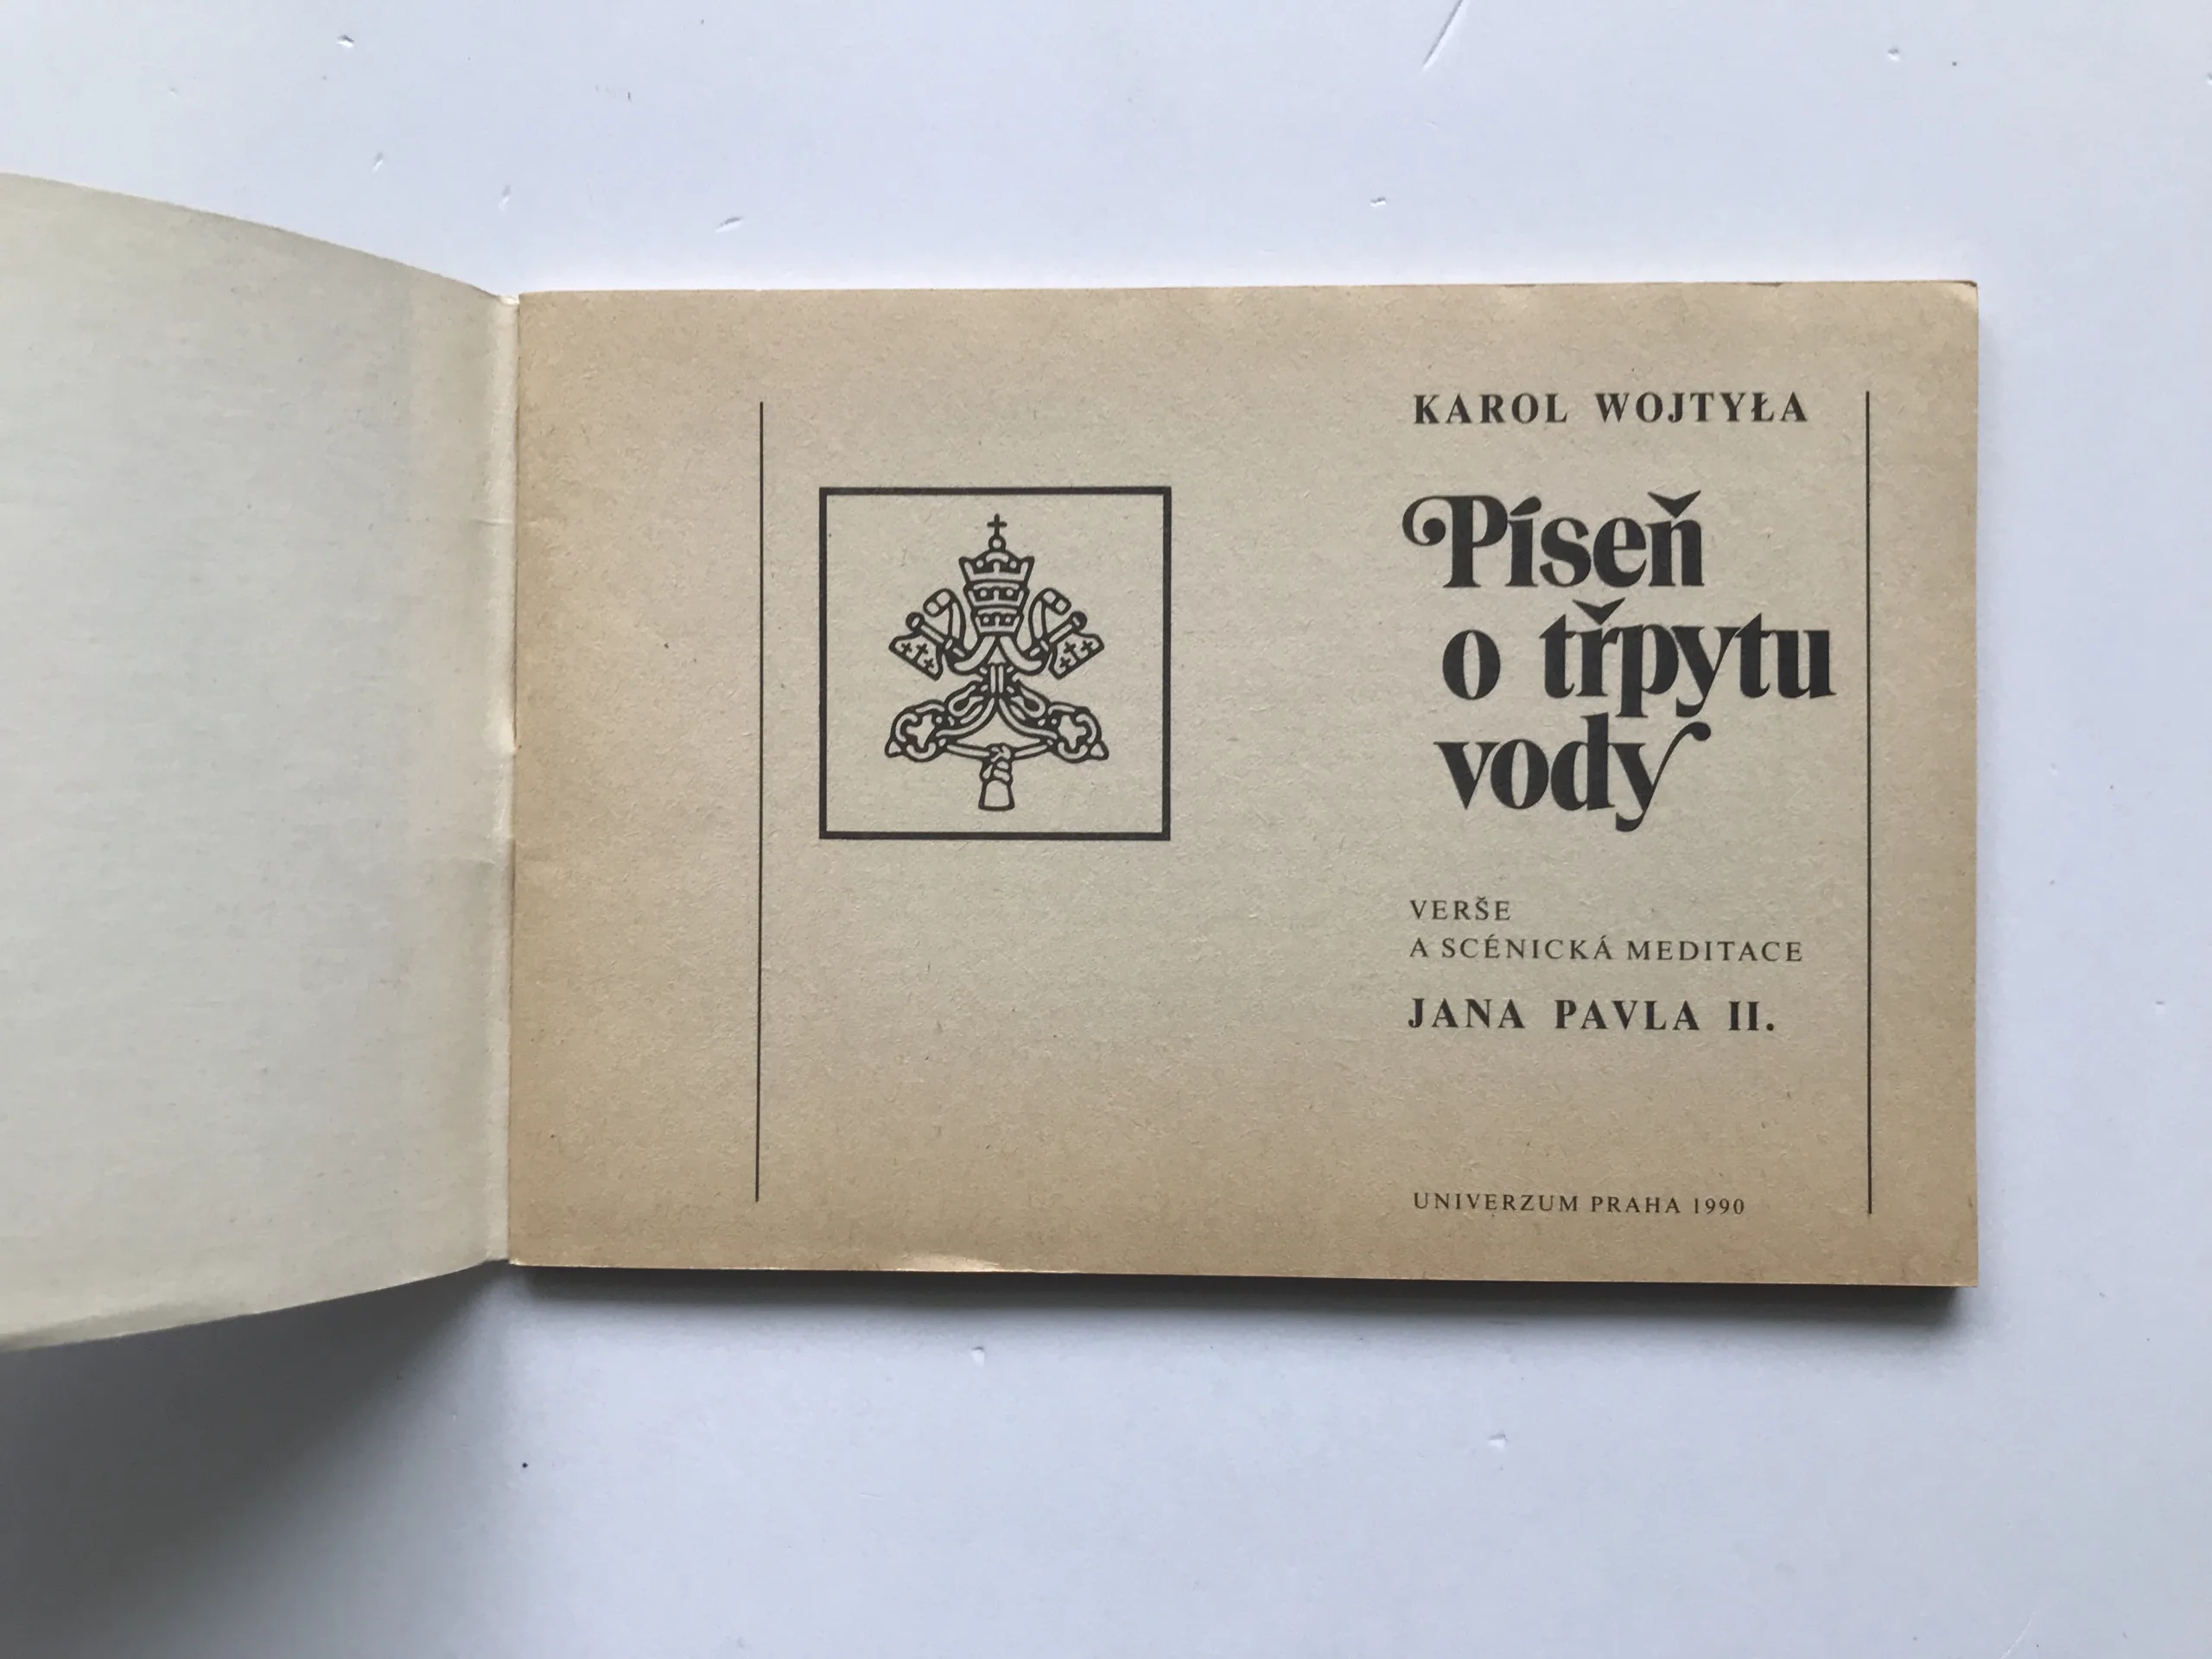 KAROL WOJTYŁA
Píseň
o třpytu
vody
VERŠE
A SCÉNICKÁ MEDITACE
JANA PAVLA II.
UNIVERZUM PRAHA 1990